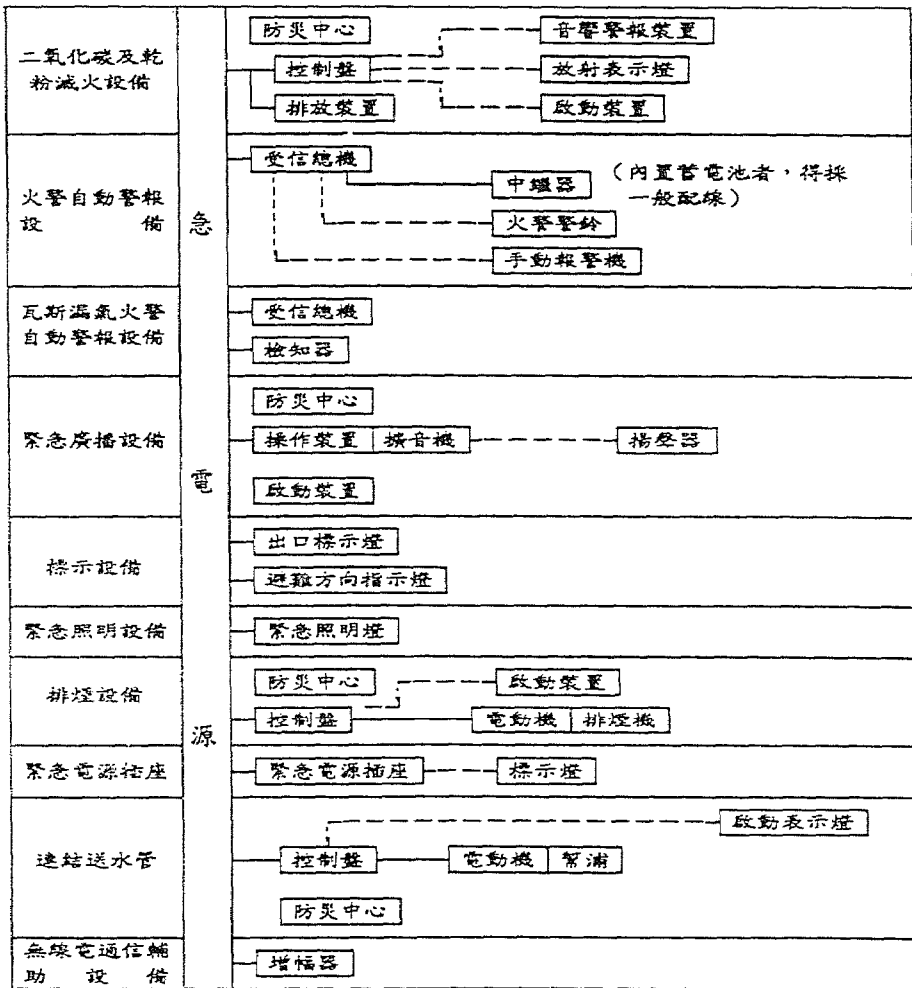 二氧化碳及乾
粉滅火設備
防災中心
控制盤
排放裝置
音響警報裝置
放射表示燈
啟動裝置
火警自動警報
設備
受信總機
中繼器
（內置蓄電池者，得採
一般配線）
火警警鈴
手動報警機
急
瓦斯漏氣火警
自動警報設備
受信總機
檢知器
緊急廣播設備
防災中心
操作裝置 擴音機
揚聲器
啟動裝置
電
標示設備
出口標示燈
避難方向指示燈
緊急照明設備
緊急照明燈
排煙設備
防災中心
啟動裝置
控制盤
電動機 排煙機
源
緊急電源插座
緊急電源插座
標示燈
連結送水管
啟動表示燈
控制盤
電動機 幫浦
防災中心
無線電通信輔
助設備
增幅器